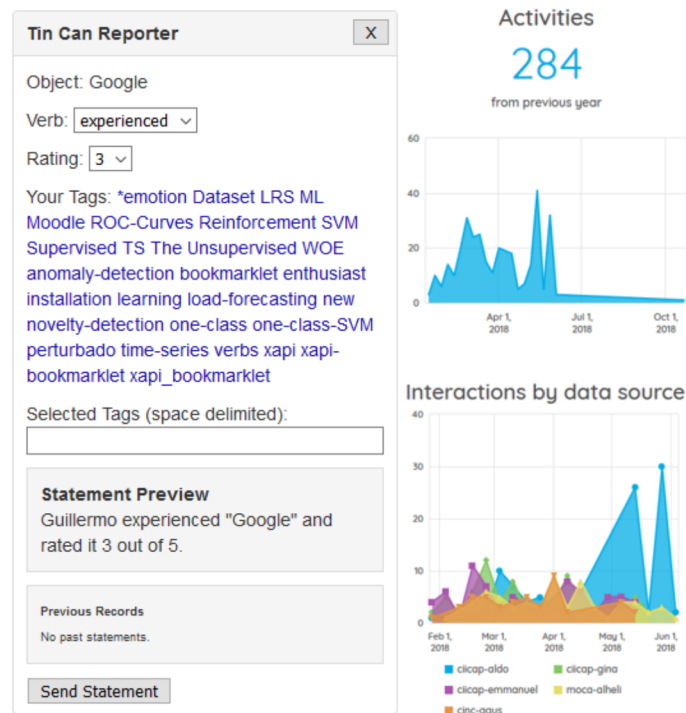 Tin Can Reporter
X
Object: Google
Verb: experienced
Rating: 3
Your Tags: *emotion Dataset LRS ML
Moodle ROC-Curves Reinforcement SVM
Supervised TS The Unsupervised WOE
anomaly-detection bookmarklet enthusiast
installation learning load-forecasting new
novelty-detection one-class one-class-SVM
perturbado time-series verbs xapi xapi-
bookmarklet xapi_bookmarklet
Selected Tags (space delimited):
Statement Preview
Guillermo experienced "Google" and
rated it 3 out of 5.
Previous Records
No past statements.
Send Statement
Activities
284
from previous year
60
40
20
0
Apr 1,
2018
Jul 1,
2018
Oct 1,
2018
Interactions by data source
40
30
20
10
0
Feb 1,
2018
Mar 1,
2018
Apr 1,
2018
May 1,
2018
Jun 1,
2018
ciicap-aldo
ciicap-gina
ciicap-emmanuel
moca-alheli
cinc-agus